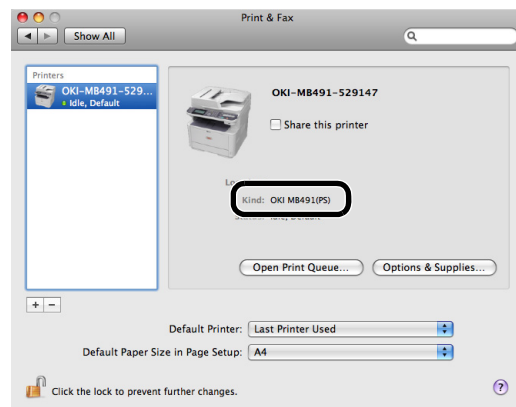 Print & Fax
Show All
Printers
OKI-MB491-529...
Idle, Default
OKI-MB491-529147
Share this printer
Kind: OKI MB491(PS)
Open Print Queue...
Options & Supplies...
+ −
Default Printer: Last Printer Used
Default Paper Size in Page Setup: A4
Click the lock to prevent further changes.
?